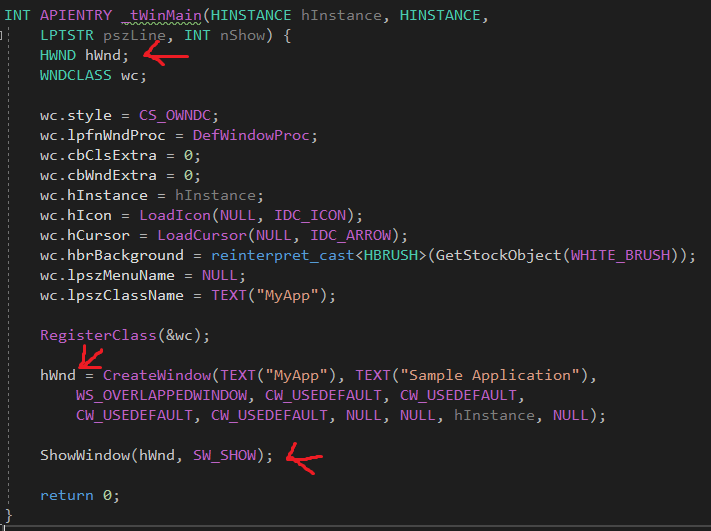 INT APIENTRY _tWinMain(HINSTANCE hInstance, HINSTANCE,
LPTSTR pszLine, INT nShow) {
HWND hWnd;
WNDCLASS wc;
wc.style = CS_OWNDC;
wc.lpfnWndProc = DefWindowProc;
wc.cbClsExtra = 0;
wc.cbWndExtra = 0;
wc.hInstance = hInstance;
wc.hIcon = LoadIcon(NULL, IDC_ICON);
wc.hCursor = LoadCursor(NULL, IDC_ARROW);
wc.hbrBackground = reinterpret_cast<HBRUSH>(GetStockObject(WHITE_BRUSH));
wc.lpszMenuName = NULL;
wc.lpszClassName = TEXT("MyApp");
RegisterClass(&wc);
hWnd = CreateWindow(TEXT("MyApp"), TEXT("Sample Application"),
WS_OVERLAPPEDWINDOW, CW_USEDEFAULT, CW_USEDEFAULT,
CW_USEDEFAULT, CW_USEDEFAULT, NULL, NULL, hInstance, NULL);
ShowWindow(hWnd, SW_SHOW);
return 0;
}